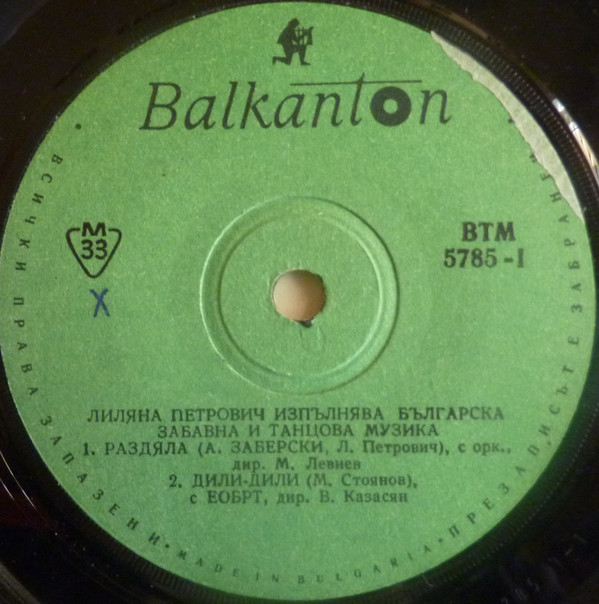 Balkanton
М
33
ВТМ
5785-I
X
ЛИЛЯНА ПЕТРОВИЧ ИЗПЪЛНЯВА БЪЛГАРСКА
ЗАБАВНА И ТАНЦОВА МУЗИКА
1. РАЗДЯЛА (А. ЗАБЕРСКИ, Л. Петрович), с орк.,
дир. М. Левиев
2. ДИЛИ-ДИЛИ (М. Стоянов),
с ЕОБРТ, дир. В. Казасян
• ВСИЧКИ ПРАВА ЗАПАЗЕНИ • MADE IN BULGARIA • ПРЕЗАПИСЪТ Е ЗАБРАНЕН